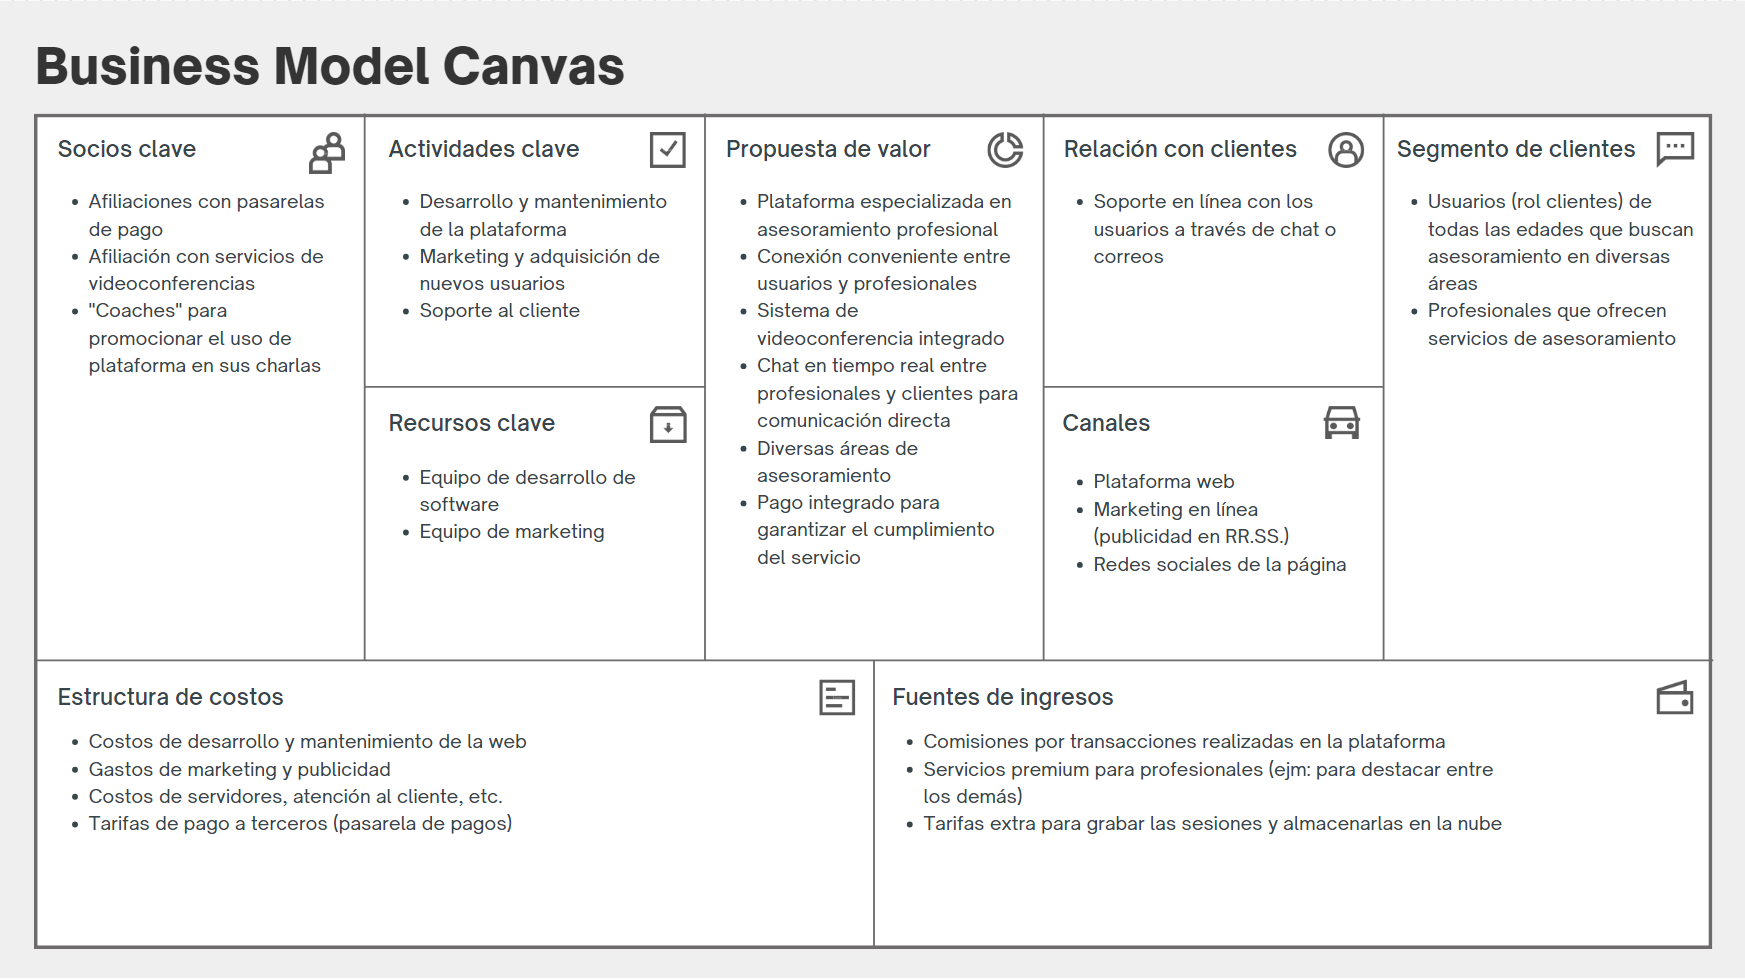 Business Model Canvas
Socios clave
• Afiliaciones con pasarelas
de pago
• Afiliación con servicios de
videoconferencias
• "Coaches" para
promocionar el uso de
plataforma en sus charlas
Actividades clave
• Desarrollo y mantenimiento
de la plataforma
• Marketing y adquisición de
nuevos usuarios
• Soporte al cliente
Recursos clave
• Equipo de desarrollo de
software
• Equipo de marketing
Propuesta de valor
• Plataforma especializada en
asesoramiento profesional
• Conexión conveniente entre
usuarios y profesionales
• Sistema de
videoconferencia integrado
• Chat en tiempo real entre
profesionales y clientes para
comunicación directa
• Diversas áreas de
asesoramiento
• Pago integrado para
garantizar el cumplimiento
del servicio
Relación con clientes
• Soporte en línea con los
usuarios a través de chat o
correos
Canales
• Plataforma web
• Marketing en línea
(publicidad en RR.SS.)
• Redes sociales de la página
Segmento de clientes
• Usuarios (rol clientes) de
todas las edades que buscan
asesoramiento en diversas
áreas
• Profesionales que ofrecen
servicios de asesoramiento
Estructura de costos
• Costos de desarrollo y mantenimiento de la web
• Gastos de marketing y publicidad
• Costos de servidores, atención al cliente, etc.
• Tarifas de pago a terceros (pasarela de pagos)
Fuentes de ingresos
• Comisiones por transacciones realizadas en la plataforma
• Servicios premium para profesionales (ejm: para destacar entre
los demás)
• Tarifas extra para grabar las sesiones y almacenarlas en la nube